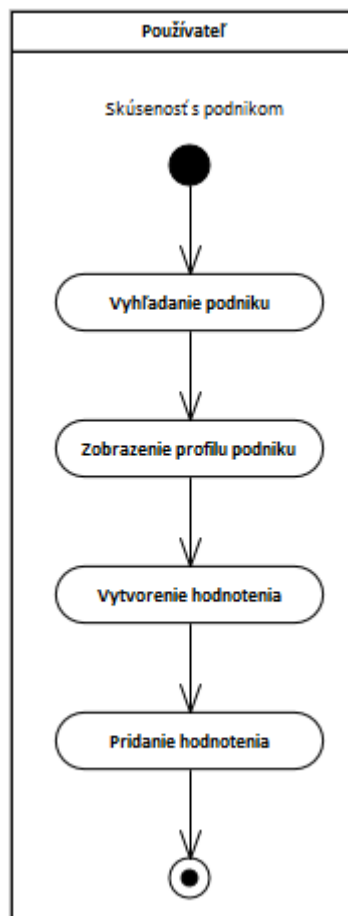 Používateľ
Skúsenosť s podnikom
Vyhľadanie podniku
Zobrazenie profilu podniku
Vytvorenie hodnotenia
Pridanie hodnotenia